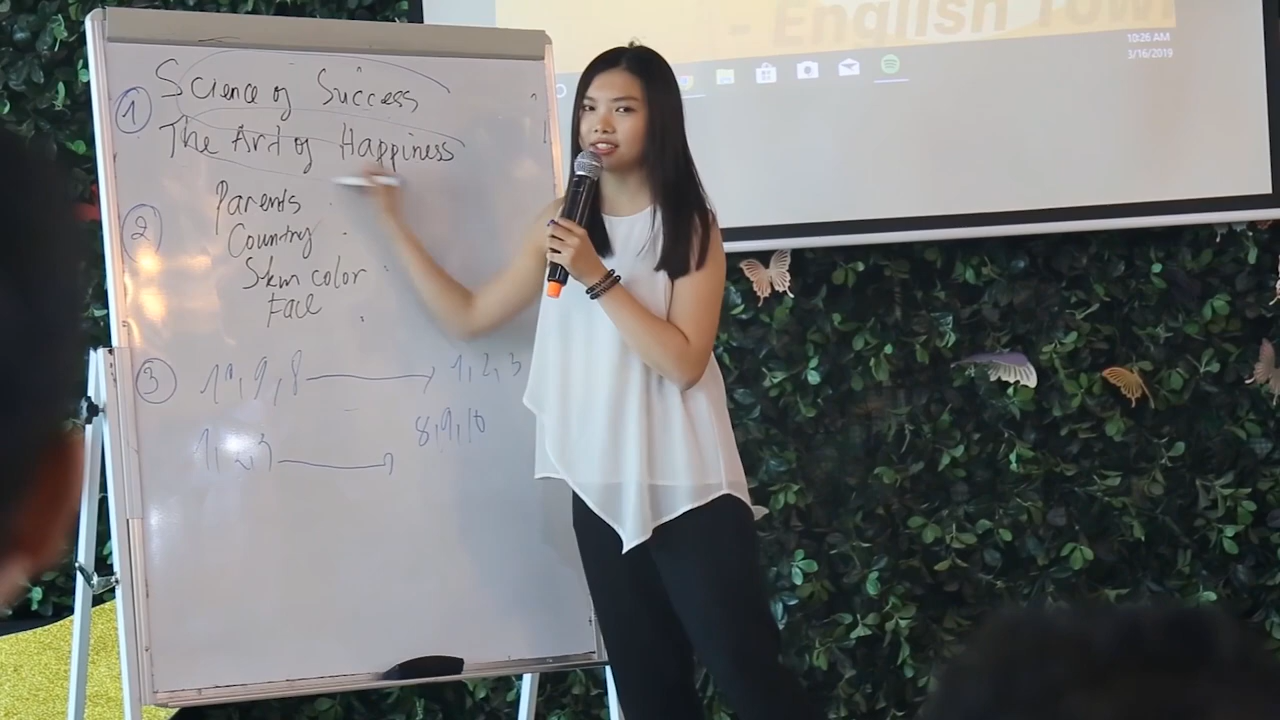 ① Science of Success
The Art of Happiness
② Parents
Country
Skin color
Face
③ 10, 9, 8 → 1, 2, 3
1, 2, 3 → 8, 9, 10
- English Town
10:26 AM
3/16/2019